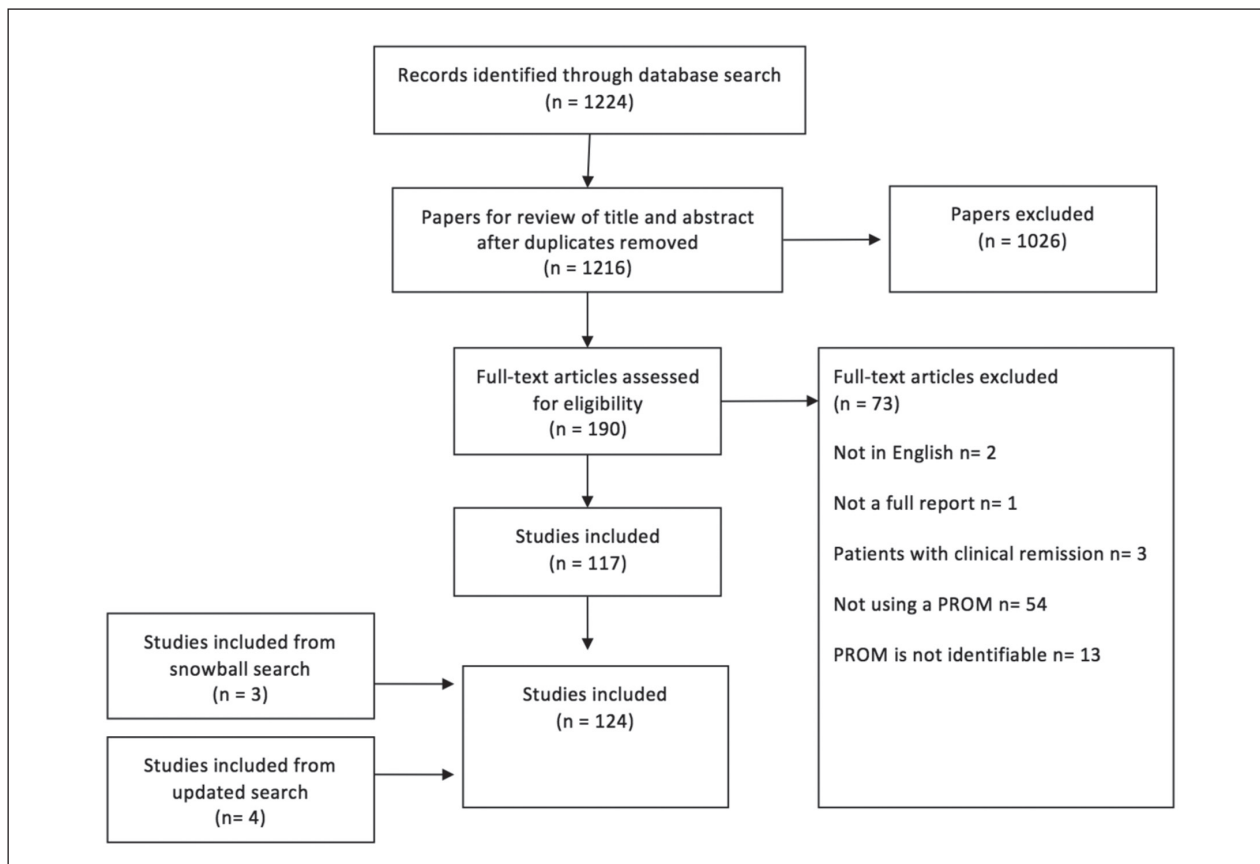 Records identified through database search
(n = 1224)
Papers for review of title and abstract
after duplicates removed
(n = 1216)
Papers excluded
(n = 1026)
Full-text articles assessed
for eligibility
(n = 190)
Full-text articles excluded
(n = 73)
Not in English n= 2
Not a full report n= 1
Patients with clinical remission n= 3
Not using a PROM n= 54
PROM is not identifiable n= 13
Studies included
(n = 117)
Studies included from
snowball search
(n = 3)
Studies included
(n = 124)
Studies included from
updated search
(n= 4)